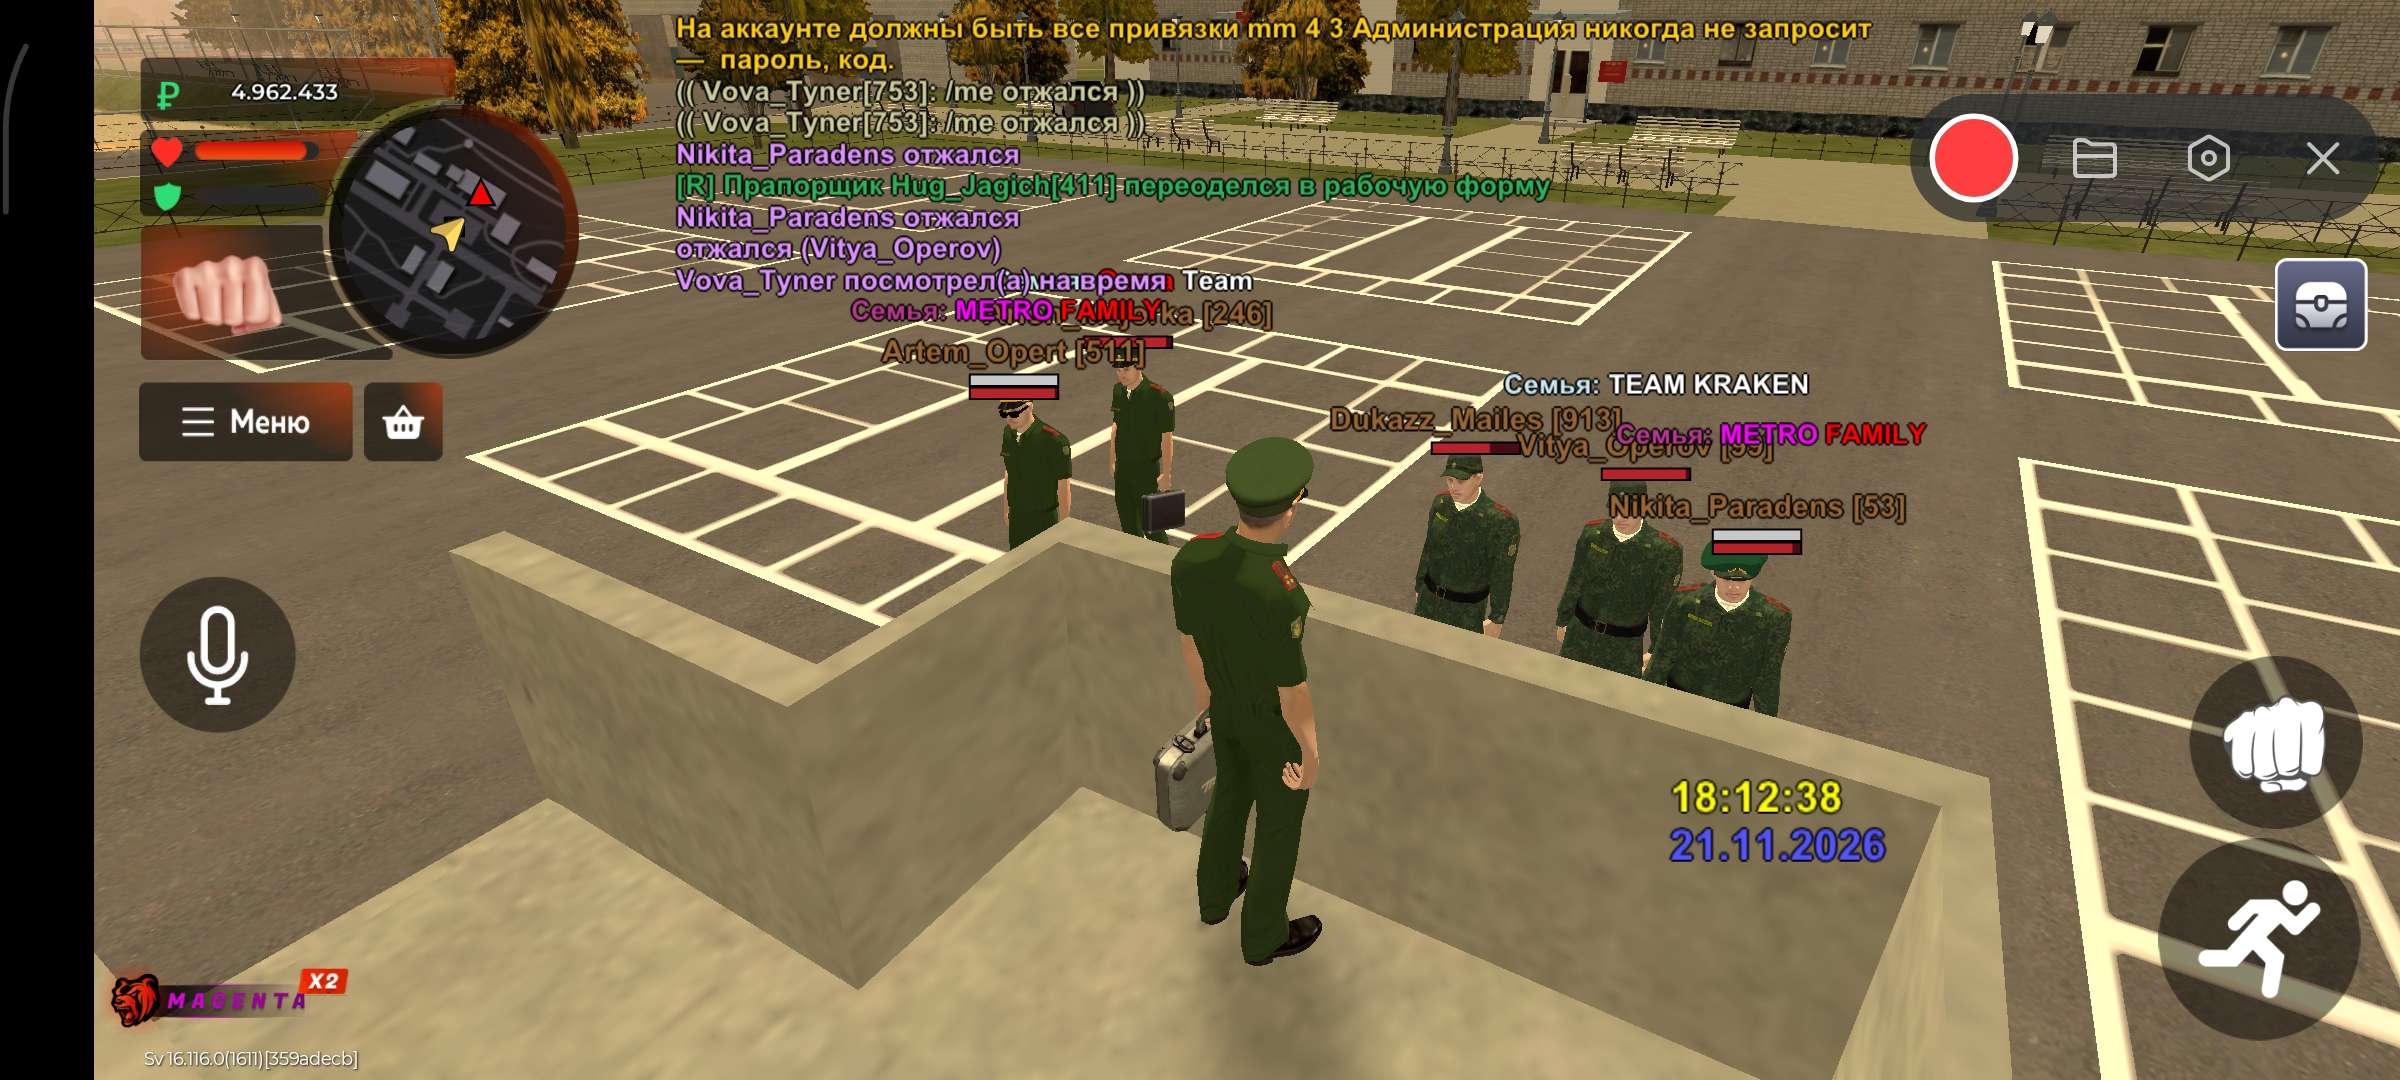 На аккаунте должны быть все привязки mm 4 3 Администрация никогда не запросит
— пароль, код.
4.962.433
(( Vova_Tyner[753]: /me отжался ))
(( Vova_Tyner[753]: /me отжался ))
Nikita_Paradens отжался
[R] Прапорщик Hug_Jagich[411] переоделся в рабочую форму
Nikita_Paradens отжался
отжался (Vitya_Operov)
Vova_Tyner посмотрел(а) на время
Team
Семья: METRO FAMILY
[246]
Artem_Opert [511]
Семья: TEAM KRAKEN
Меню
Dukazz_Mailes [913]
Семья: METRO FAMILY
Vitya_Operov
Nikita_Paradens [53]
18:12:38
21.11.2026
X2
MAGENTA
Sv 16.116.0(1611)[359adecb]